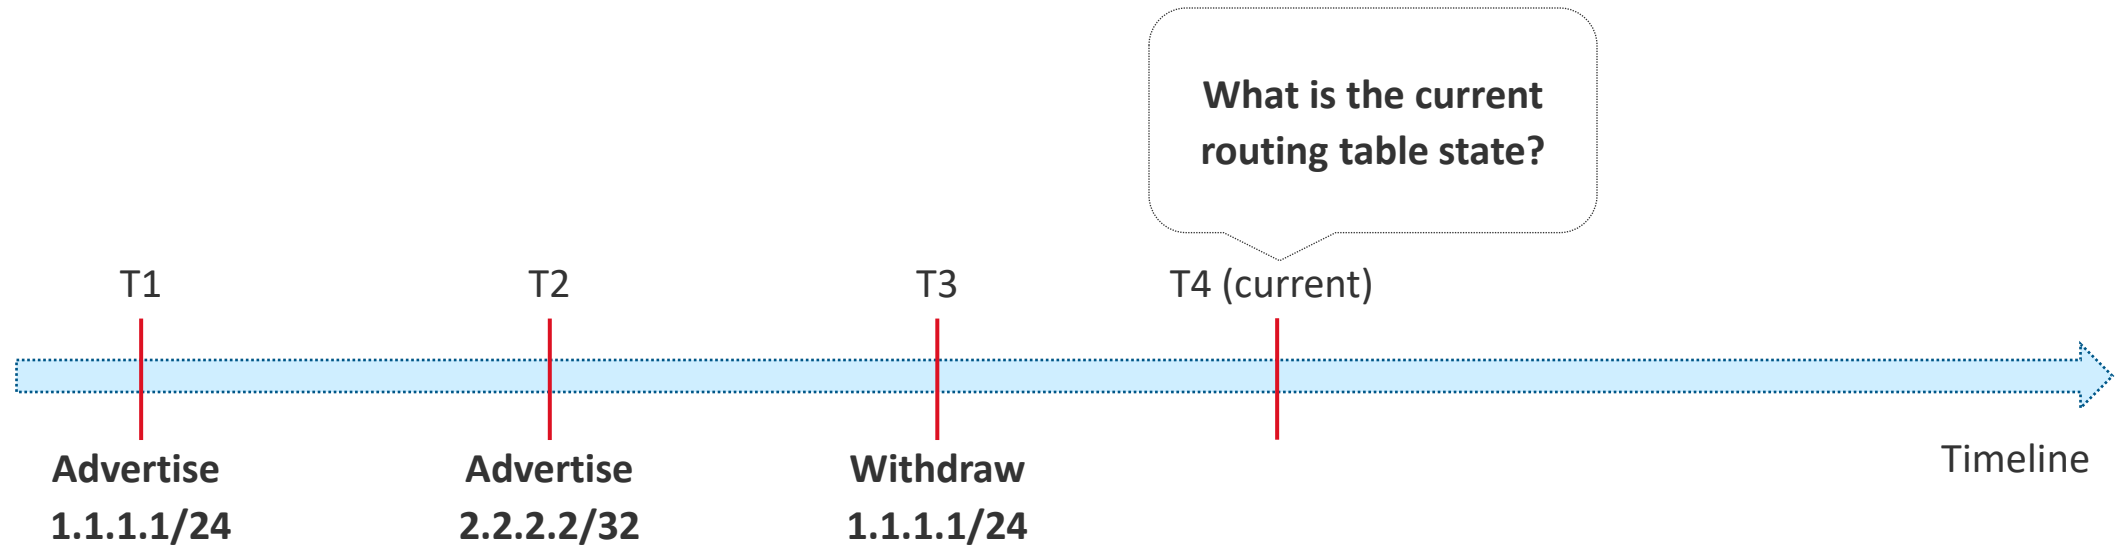 What is the current
routing table state?
T1
T2
T3
T4 (current)
Advertise
1.1.1.1/24
Advertise
2.2.2.2/32
Withdraw
1.1.1.1/24
Timeline